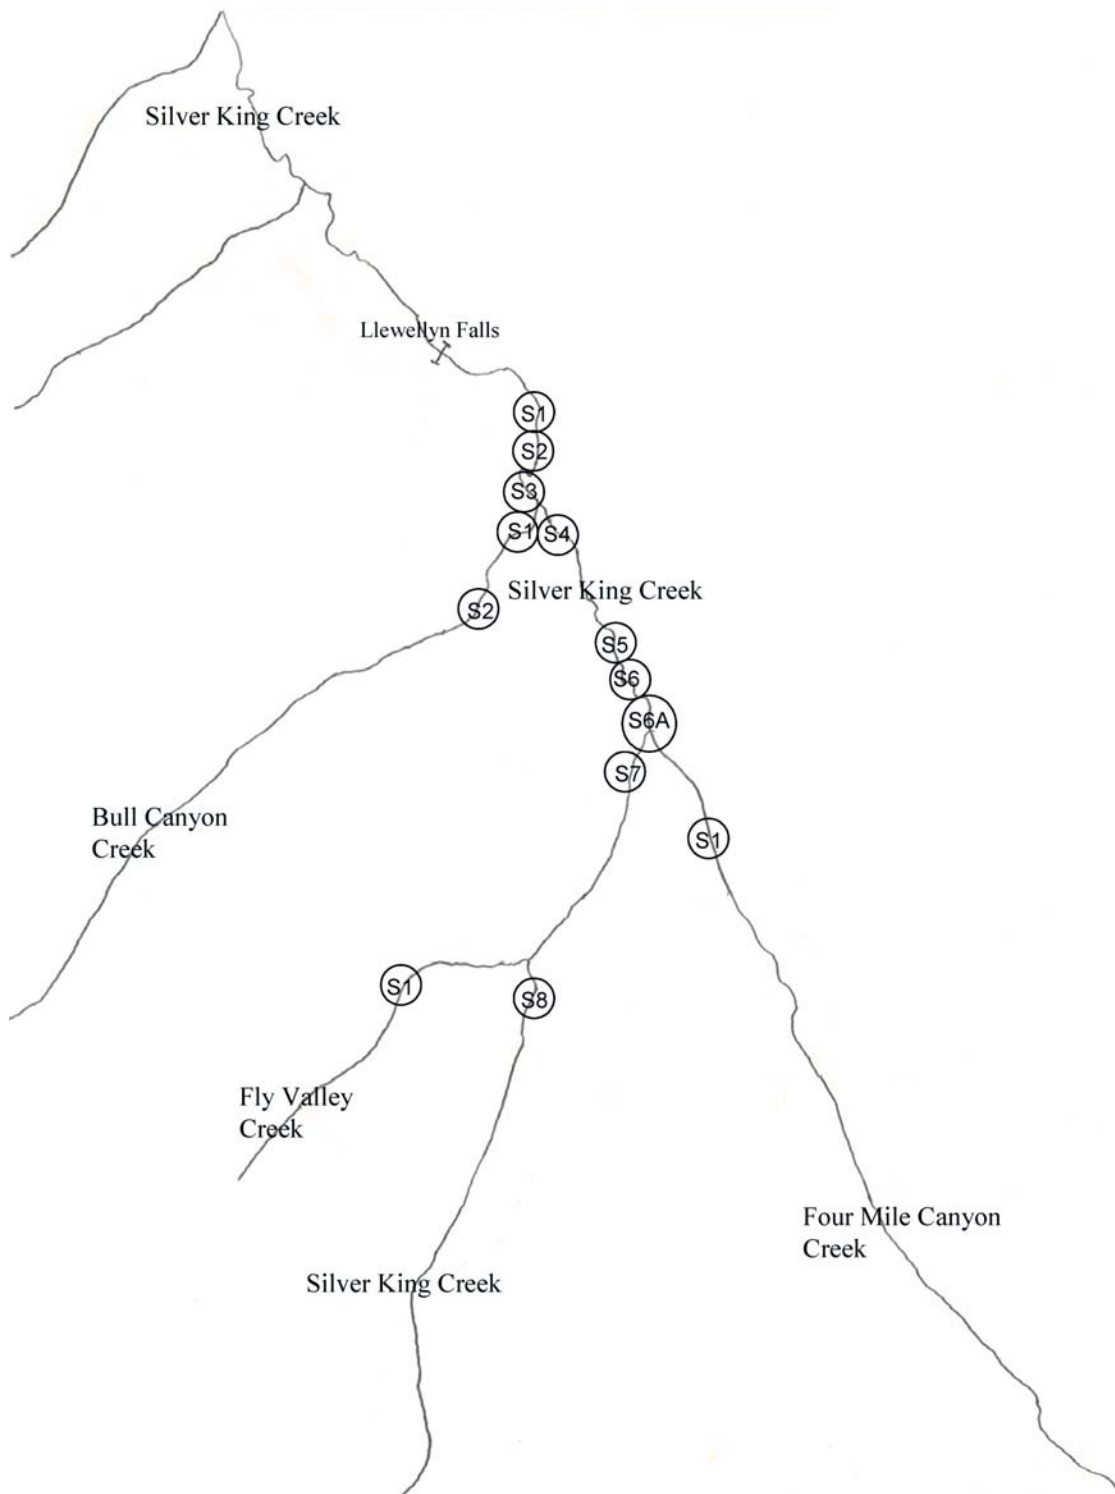 Silver King Creek
Llewellyn Falls
S1
S2
S3
S1
S4
Silver King Creek
S2
S5
S6
S6A
S7
Bull Canyon
Creek
S1
S1
S8
Fly Valley
Creek
Four Mile Canyon
Creek
Silver King Creek